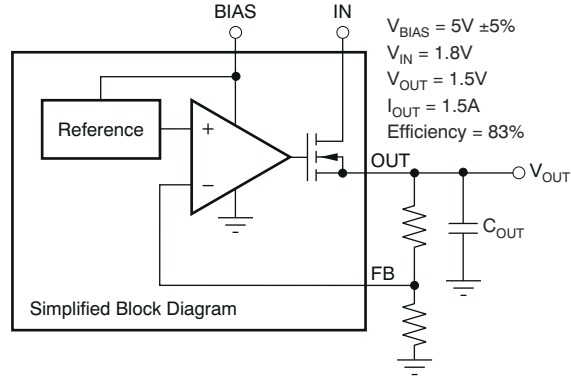 BIAS
IN
V_BIAS = 5V ±5%
V_IN = 1.8V
V_OUT = 1.5V
I_OUT = 1.5A
Efficiency = 83%
Reference
+
−
OUT
V_OUT
C_OUT
FB
Simplified Block Diagram